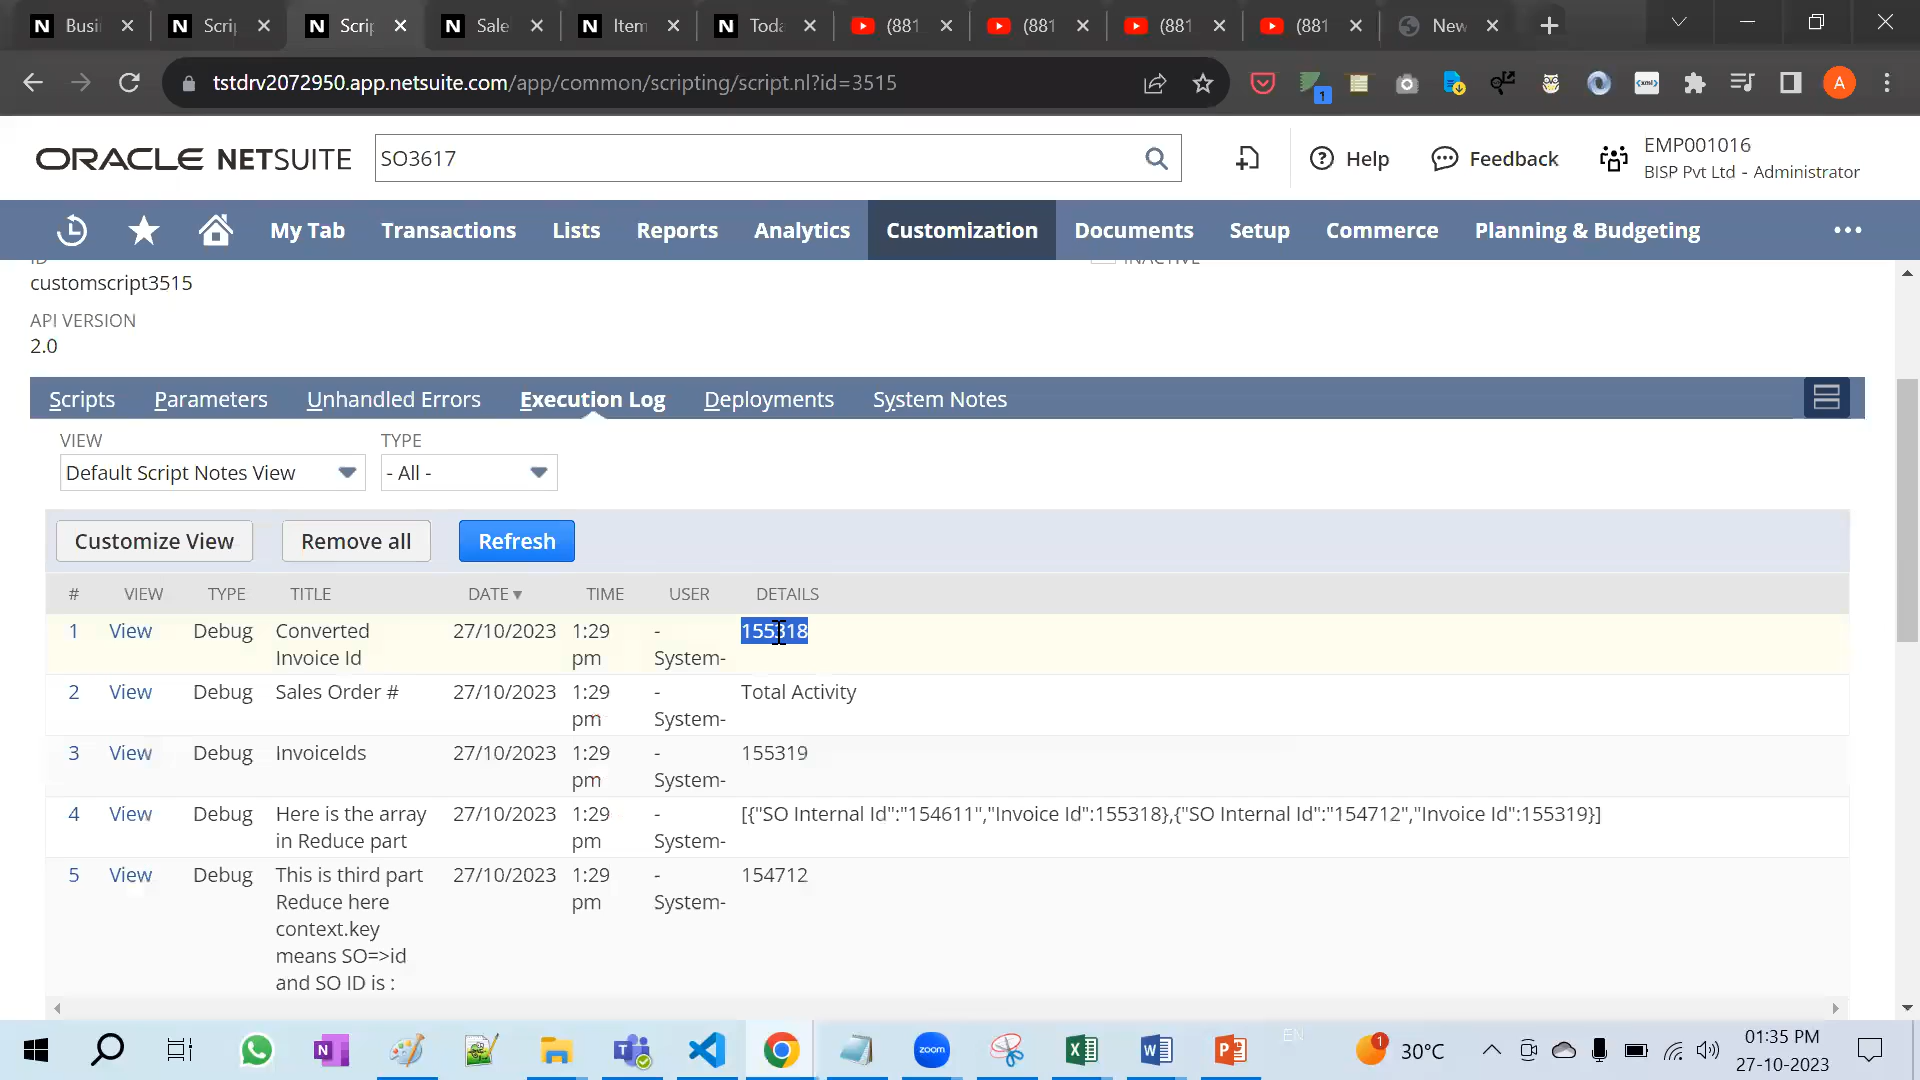 Busi
Scri
Scri
Sale
Item
Toda
(881
(881
(881
(881
New
tstdrv2072950.app.netsuite.com/app/common/scripting/script.nl?id=3515
1
A
ORACLE NETSUITE
SO3617
Help
Feedback
EMP001016
BISP Pvt Ltd - Administrator
My Tab
Transactions
Lists
Reports
Analytics
Customization
Documents
Setup
Commerce
Planning & Budgeting
ID
INACTIVE
customscript3515
API VERSION
2.0
Scripts
Parameters
Unhandled Errors
Execution Log
Deployments
System Notes
VIEW
TYPE
Default Script Notes View
- All -
Customize View
Remove all
Refresh
# VIEW TYPE TITLE DATE TIME USER DETAILS
1 View Debug Converted 27/10/2023 1:29 - 155318
Invoice Id pm System-
2 View Debug Sales Order # 27/10/2023 1:29 - Total Activity
pm System-
3 View Debug InvoiceIds 27/10/2023 1:29 - 155319
pm System-
4 View Debug Here is the array 27/10/2023 1:29 - [{"SO Internal Id":"154611","Invoice Id":155318},{"SO Internal Id":"154712","Invoice Id":155319}]
in Reduce part pm System-
5 View Debug This is third part 27/10/2023 1:29 - 154712
Reduce here pm System-
context.key
means SO=>id
and SO ID is :
zoom
EN
1
30°C
01:35 PM
27-10-2023